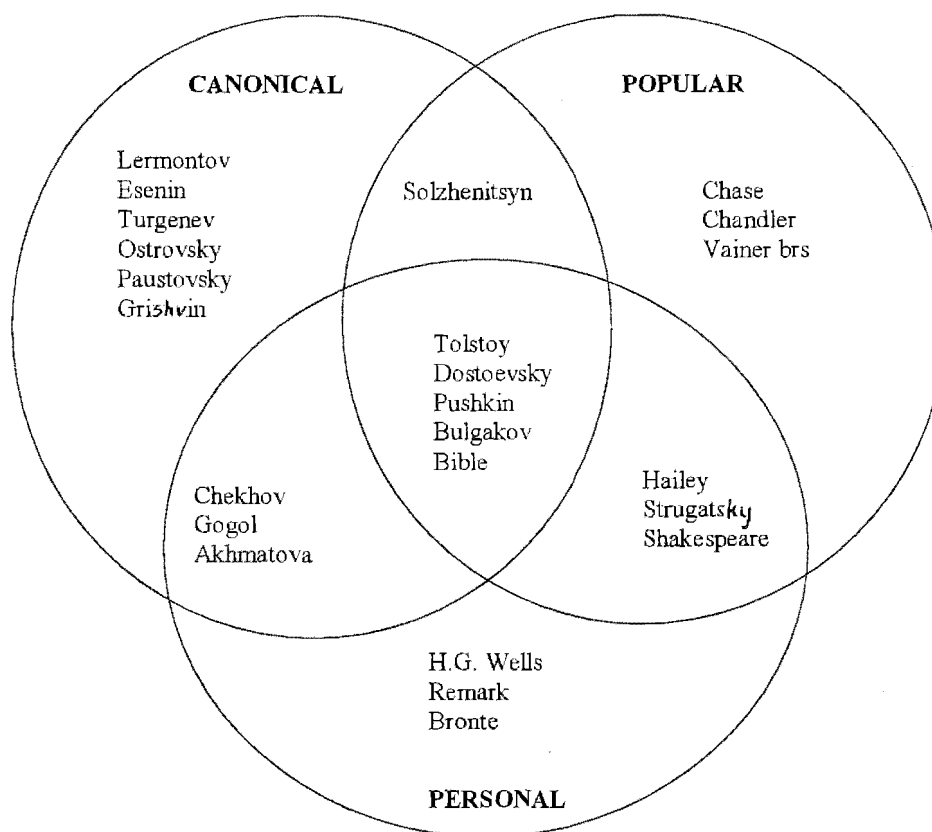 CANONICAL
POPULAR
Lermontov
Esenin
Turgenev
Ostrovsky
Paustovsky
Grishvin
Solzhenitsyn
Chase
Chandler
Vainer brs
Tolstoy
Dostoevsky
Pushkin
Bulgakov
Bible
Chekhov
Gogol
Akhmatova
Hailey
Strugatsky
Shakespeare
H.G. Wells
Remark
Bronte
PERSONAL